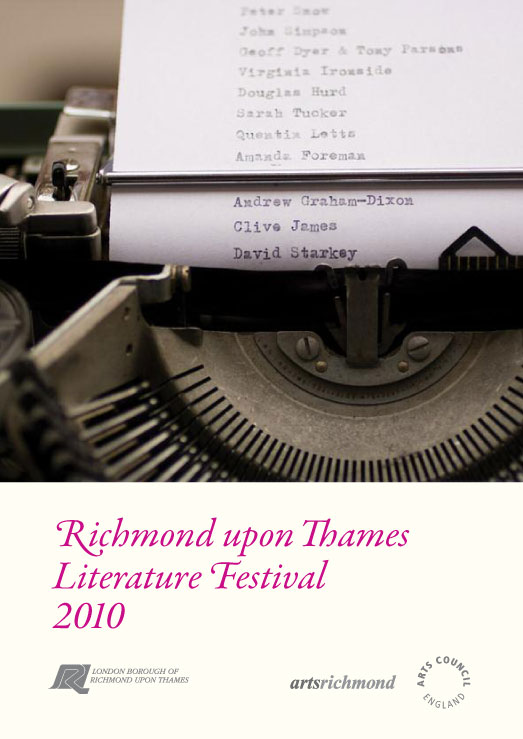 Peter Snow
John Simpson
Geoff Dyer & Tony Parsons
Virginia Ironside
Douglas Hurd
Sarah Tucker
Quentin Letts
Amanda Foreman
Andrew Graham-Dixon
Clive James
David Starkey
Richmond upon Thames
Literature Festival
2010
LONDON BOROUGH OF
RICHMOND UPON THAMES
artsrichmond
ARTS COUNCIL
ENGLAND